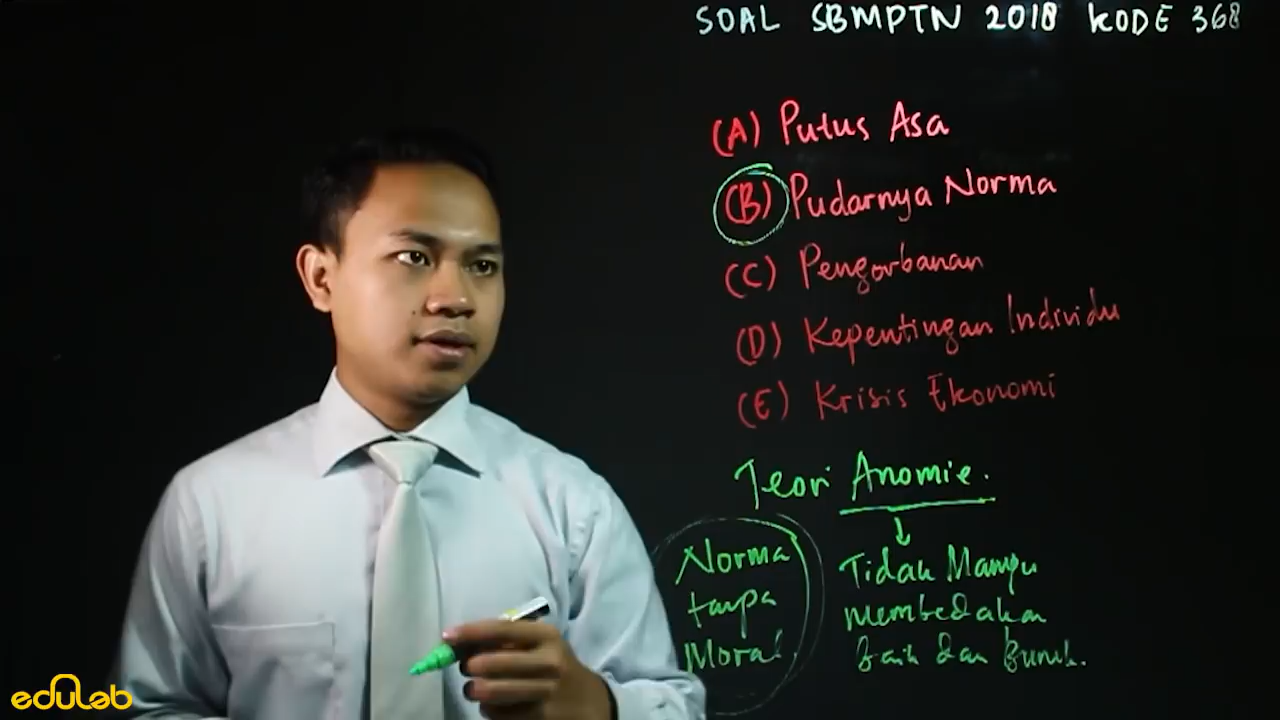 SOAL SBMPTN 2018 KODE 368
(A) Putus Asa
(B) Pudarnya Norma
(C) Pengorbanan
(D) Kepentingan Individu
(E) Krisis Ekonomi
Teori Anomie.
Norma
tanpa
Moral.
Tidak Mampu
membedakan
baik dan Buruk.
edulab